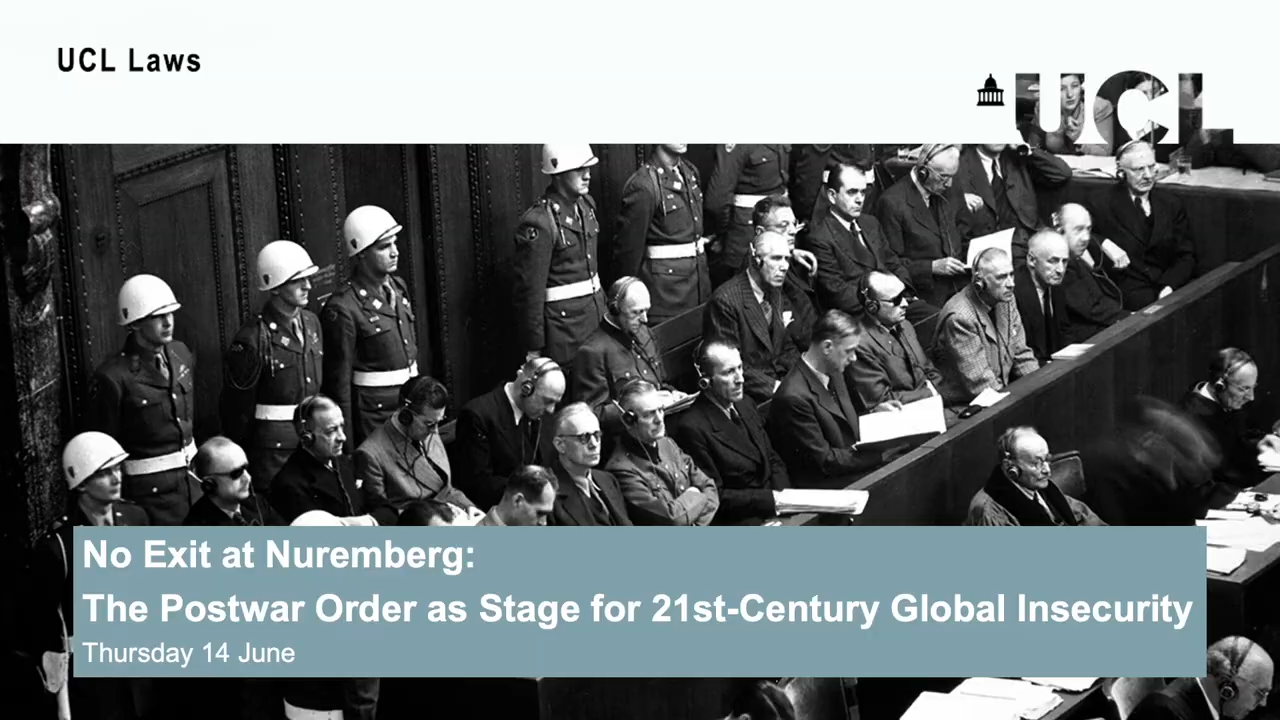 UCL Laws
UCL
No Exit at Nuremberg:
The Postwar Order as Stage for 21st-Century Global Insecurity
Thursday 14 June